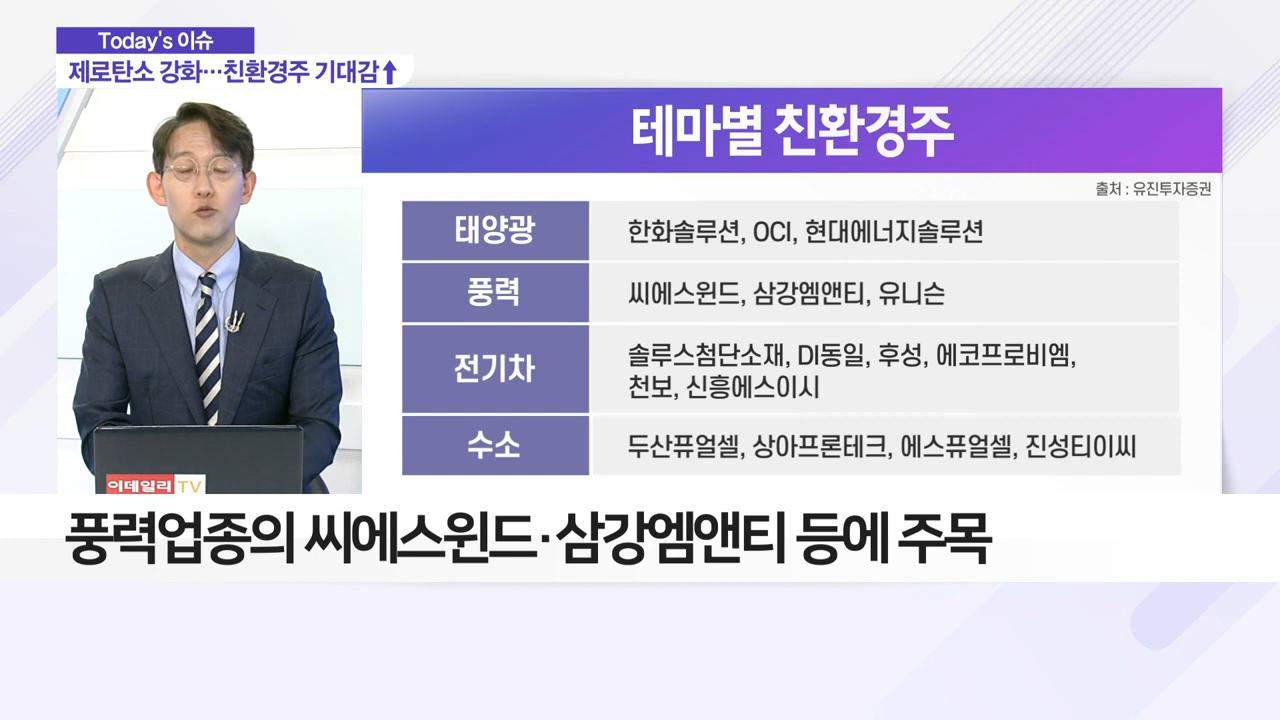 Today's 이슈
제로탄소 강화…친환경주 기대감↑
테마별 친환경주
출처 : 유진투자증권
태양광
한화솔루션, OCI, 현대에너지솔루션
풍력
씨에스윈드, 삼강엠앤티, 유니슨
전기차
솔루스첨단소재, DI동일, 후성, 에코프로비엠,
천보, 신흥에스이시
수소
두산퓨얼셀, 상아프론테크, 에스퓨얼셀, 진성티이씨
이데일리 TV
풍력업종의 씨에스윈드·삼강엠앤티 등에 주목